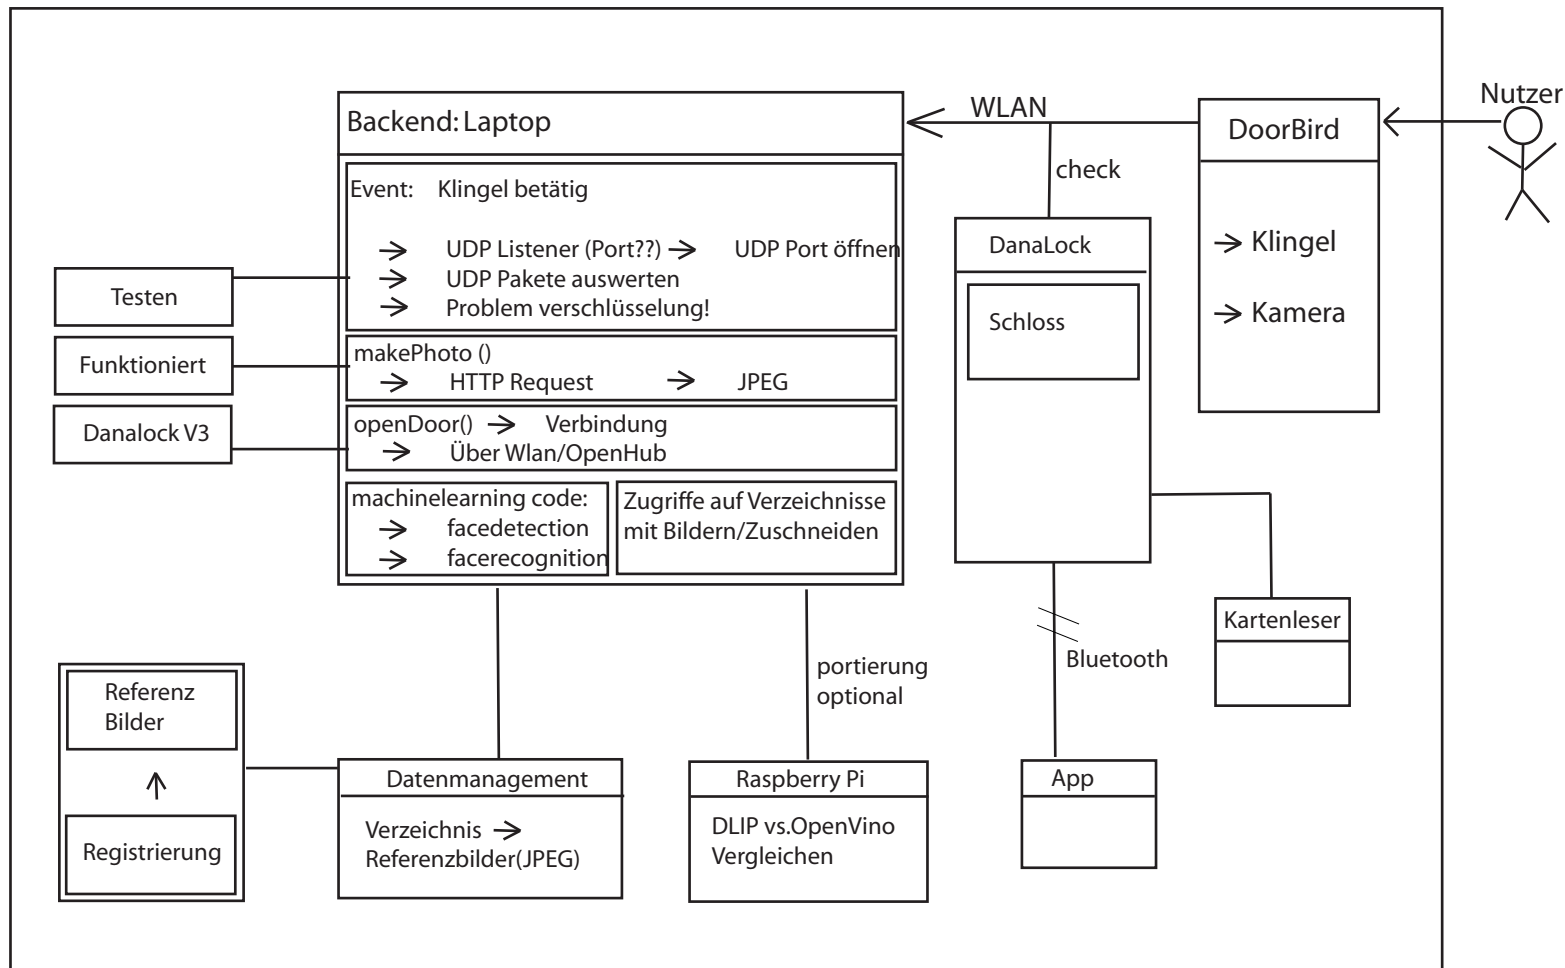 Nutzer
WLAN
DoorBird
Klingel
Kamera
check
Backend: Laptop
Event: Klingel betätig
UDP Listener (Port??) → UDP Port öffnen
→ UDP Pakete auswerten
→ Problem verschlüsselung!
makePhoto ()
→ HTTP Request → JPEG
openDoor() → Verbindung
→ Über Wlan/OpenHub
machinelearning code:
→ facedetection
→ facerecognition
Zugriffe auf Verzeichnisse
mit Bildern/Zuschneiden
Testen
Funktioniert
Danalock V3
DanaLock
Schloss
Kartenleser
Bluetooth
App
portierung
optional
Raspberry Pi
DLIP vs.OpenVino
Vergleichen
Datenmanagement
Verzeichnis →
Referenzbilder(JPEG)
Referenz
Bilder
Registrierung